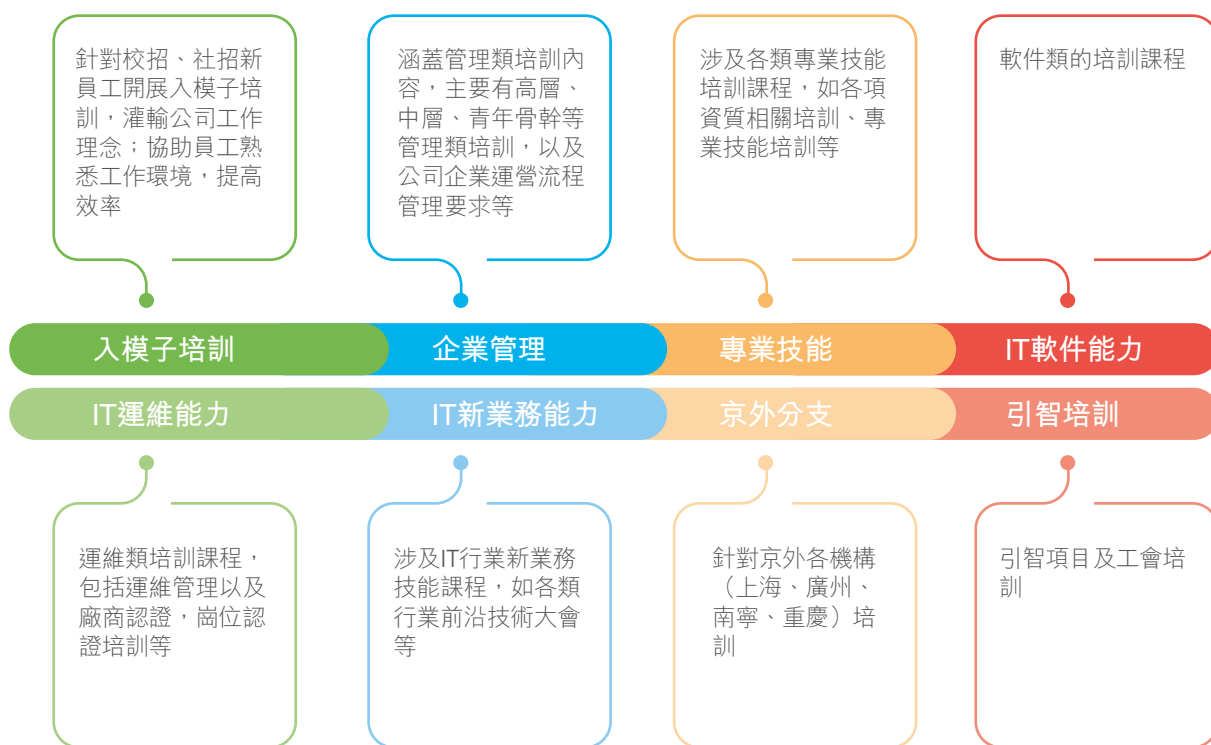 針對校招、社招新
員工開展入模子培
訓，灌輸公司工作
理念；協助員工熟
悉工作環境，提高
效率
涵蓋管理類培訓內
容，主要有高層、
中層、青年骨幹等
管理類培訓，以及
公司企業運營流程
管理要求等
涉及各類專業技能
培訓課程，如各項
資質相關培訓、專
業技能培訓等
軟件類的培訓課程
入模子培訓
企業管理
專業技能
IT軟件能力
IT運維能力
IT新業務能力
京外分支
引智培訓
運維類培訓課程，
包括運維管理以及
廠商認證，崗位認
證培訓等
涉及IT行業新業務
技能課程，如各類
行業前沿技術大會
等
針對京外各機構
（上海、廣州、
南寧、重慶）培
訓
引智項目及工會培
訓